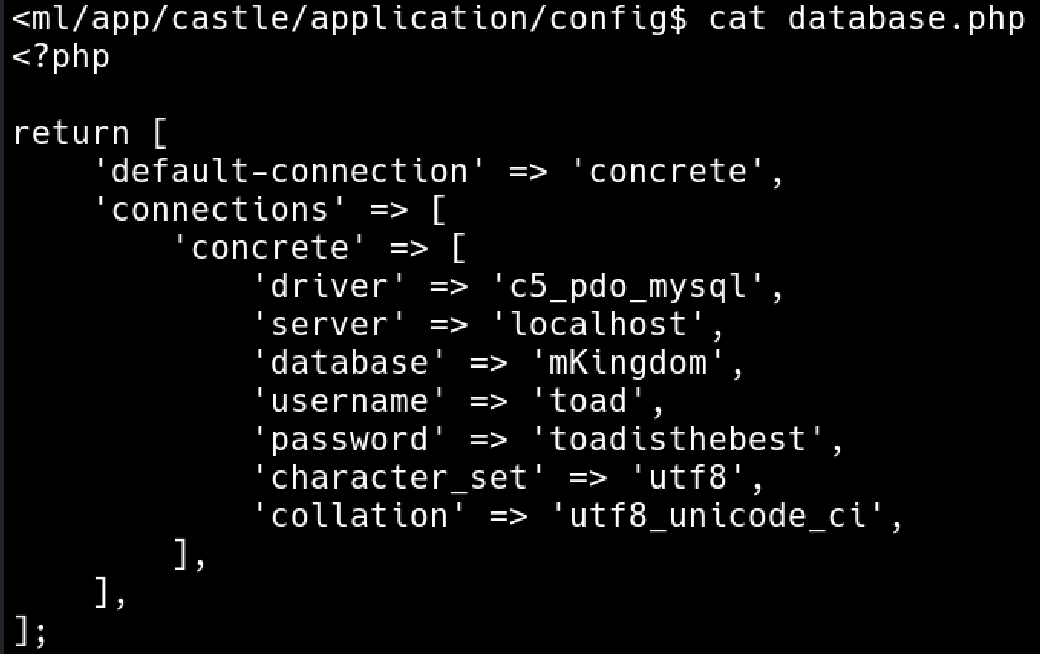 <ml/app/castle/application/config$ cat database.php
<?php
return [
    'default-connection' => 'concrete',
    'connections' => [
        'concrete' => [
            'driver' => 'c5_pdo_mysql',
            'server' => 'localhost',
            'database' => 'mKingdom',
            'username' => 'toad',
            'password' => 'toadisthebest',
            'character_set' => 'utf8',
            'collation' => 'utf8_unicode_ci',
        ],
    ],
];